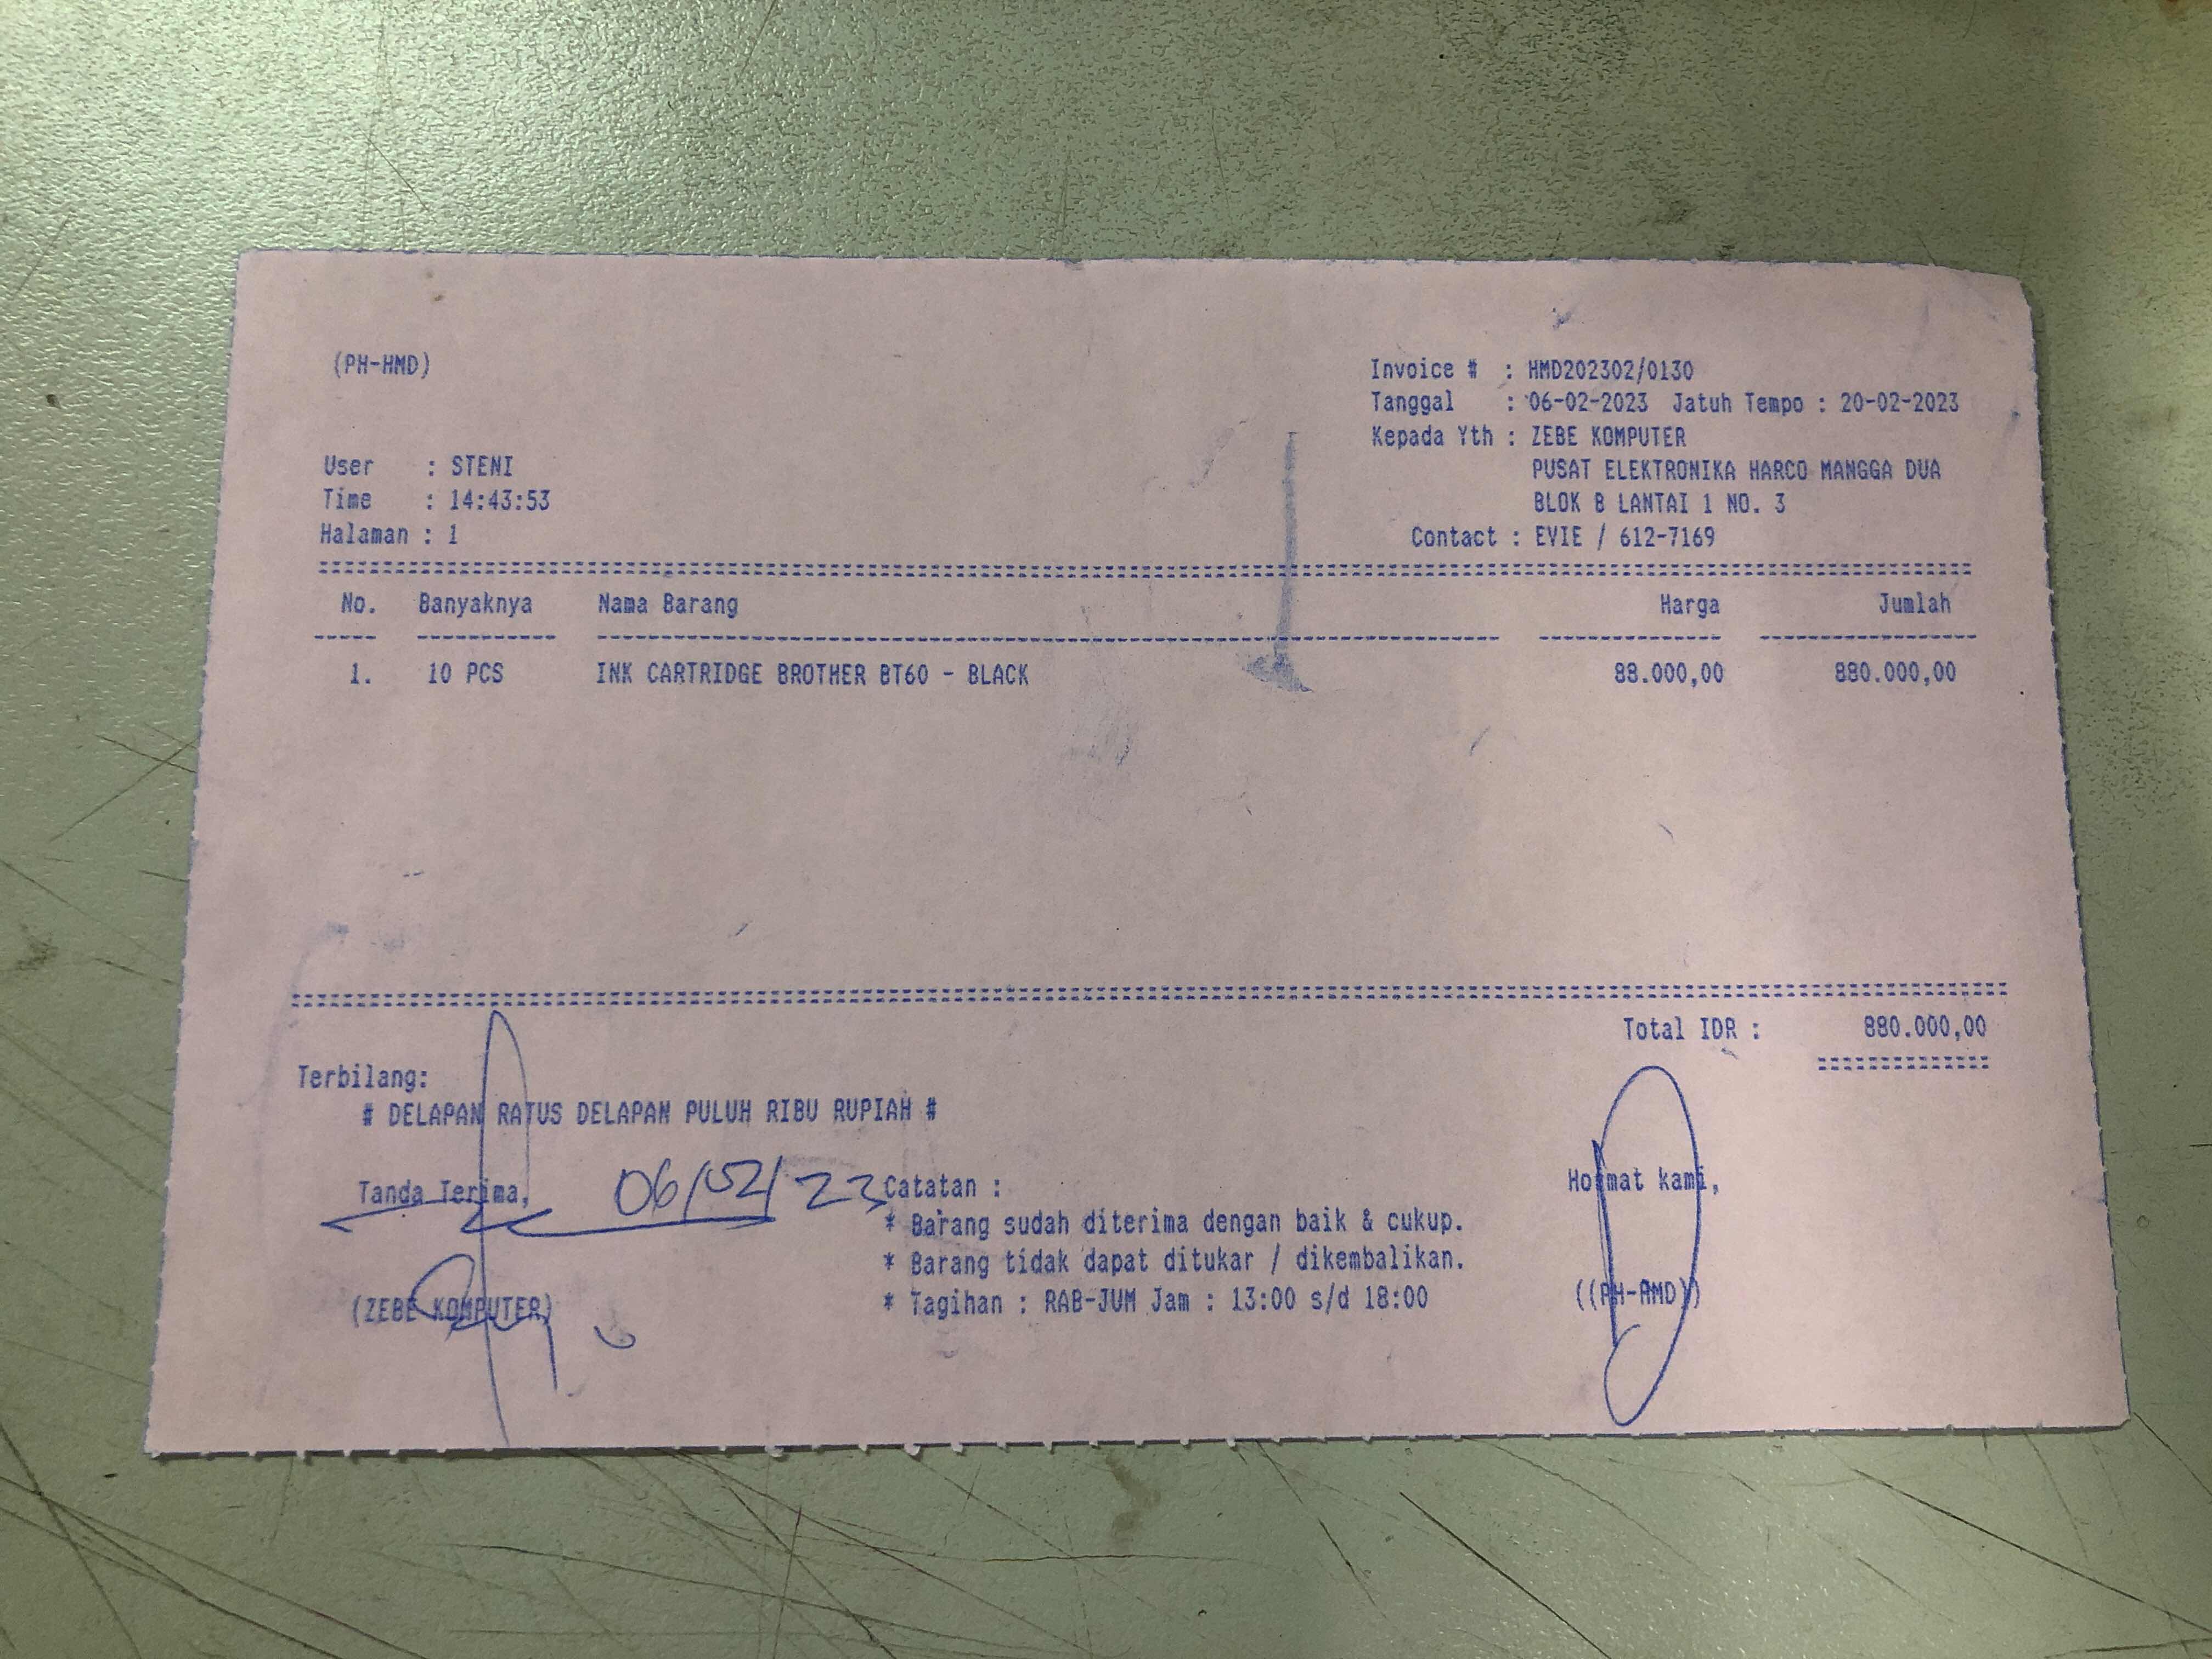 (PH-HMD)
Invoice # : HMD202302/0130
Tanggal : 06-02-2023 Jatuh Tempo : 20-02-2023
Kepada Yth : ZEBE KOMPUTER
User : STENI
PUSAT ELEKTRONIKA HARCO MANGGA DUA
Time : 14:43:53
BLOK B LANTAI 1 NO. 3
Halaman : 1
Contact : EVIE / 612-7169
No. Banyaknya Nama Barang Harga Jumlah
1. 10 PCS INK CARTRIDGE BROTHER BT60 - BLACK 88.000,00 880.000,00
Total IDR : 880.000,00
Terbilang:
# DELAPAN RATUS DELAPAN PULUH RIBU RUPIAH #
Tanda Terima, 06/02/23 Catatan : Hormat kami,
* Barang sudah diterima dengan baik & cukup.
* Barang tidak dapat ditukar / dikembalikan.
(ZEBE KOMPUTER) * Tagihan : RAB-JUM Jam : 13:00 s/d 18:00 ((PH-HMD))